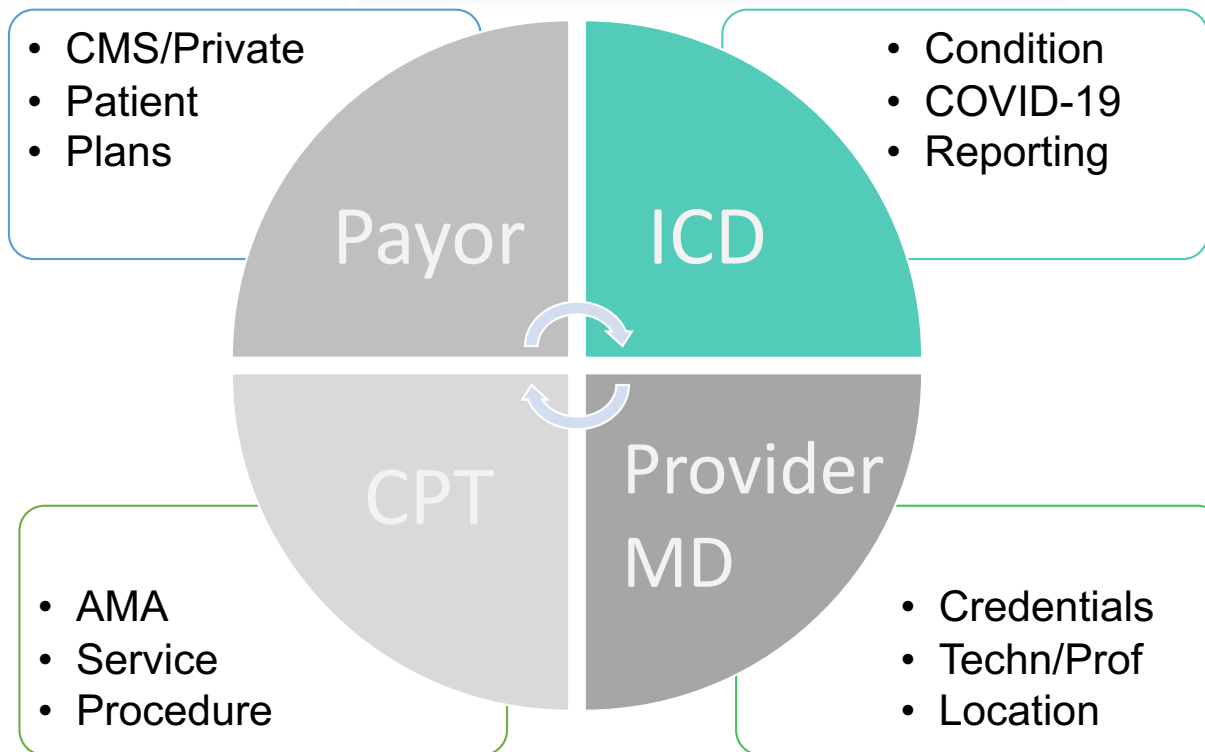 • CMS/Private
• Patient
• Plans
• Condition
• COVID-19
• Reporting
Payor
ICD
CPT
Provider
MD
• AMA
• Service
• Procedure
• Credentials
• Techn/Prof
• Location